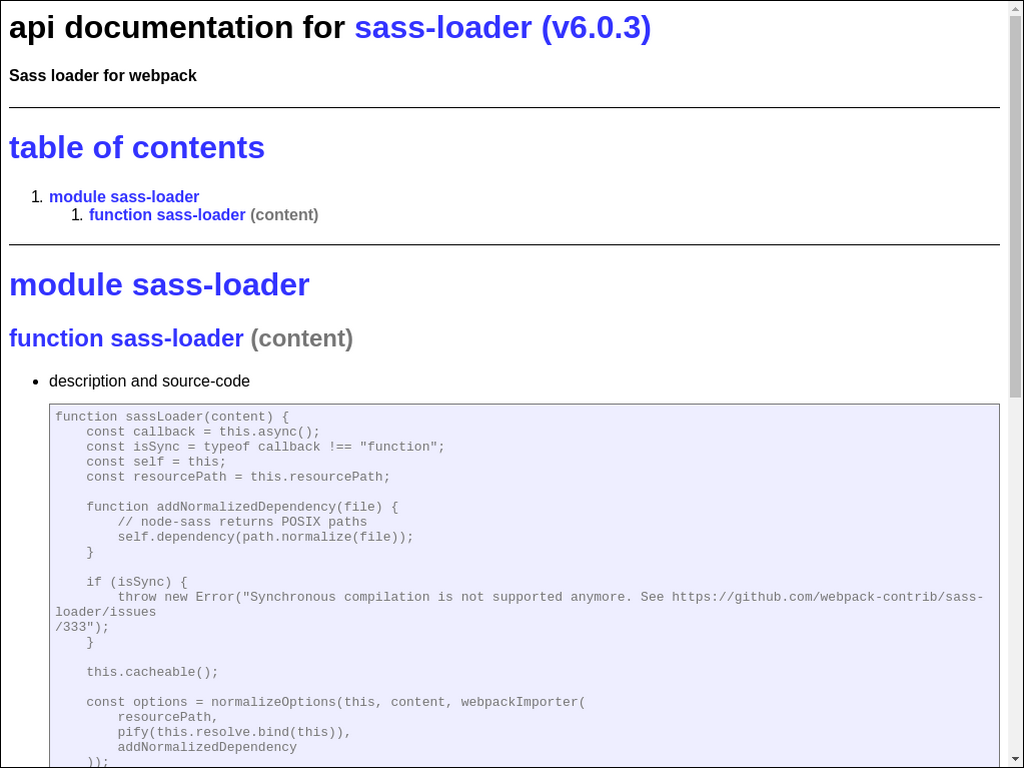 api documentation for sass-loader (v6.0.3)
Sass loader for webpack
table of contents
1. module sass-loader
1. function sass-loader (content)
module sass-loader
function sass-loader (content)
• description and source-code
function sassLoader(content) {
    const callback = this.async();
    const isSync = typeof callback !== "function";
    const self = this;
    const resourcePath = this.resourcePath;
    function addNormalizedDependency(file) {
        // node-sass returns POSIX paths
        self.dependency(path.normalize(file));
    }
    if (isSync) {
        throw new Error("Synchronous compilation is not supported anymore. See https://github.com/webpack-contrib/sass-
loader/issues
/333");
    }
    this.cacheable();
    const options = normalizeOptions(this, content, webpackImporter(
        resourcePath,
        pify(this.resolve.bind(this)),
        addNormalizedDependency
    ));